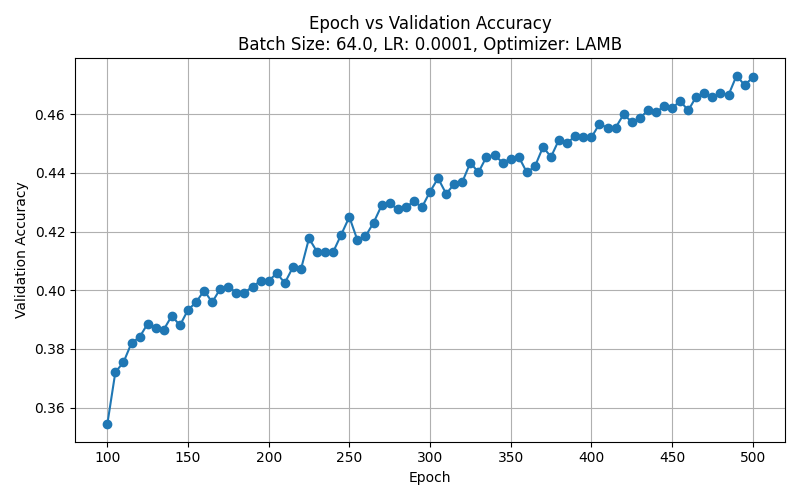 Epoch vs Validation Accuracy
Batch Size: 64.0, LR: 0.0001, Optimizer: LAMB
Validation Accuracy
0.46
0.44
0.42
0.40
0.38
0.36
100 150 200 250 300 350 400 450 500
Epoch